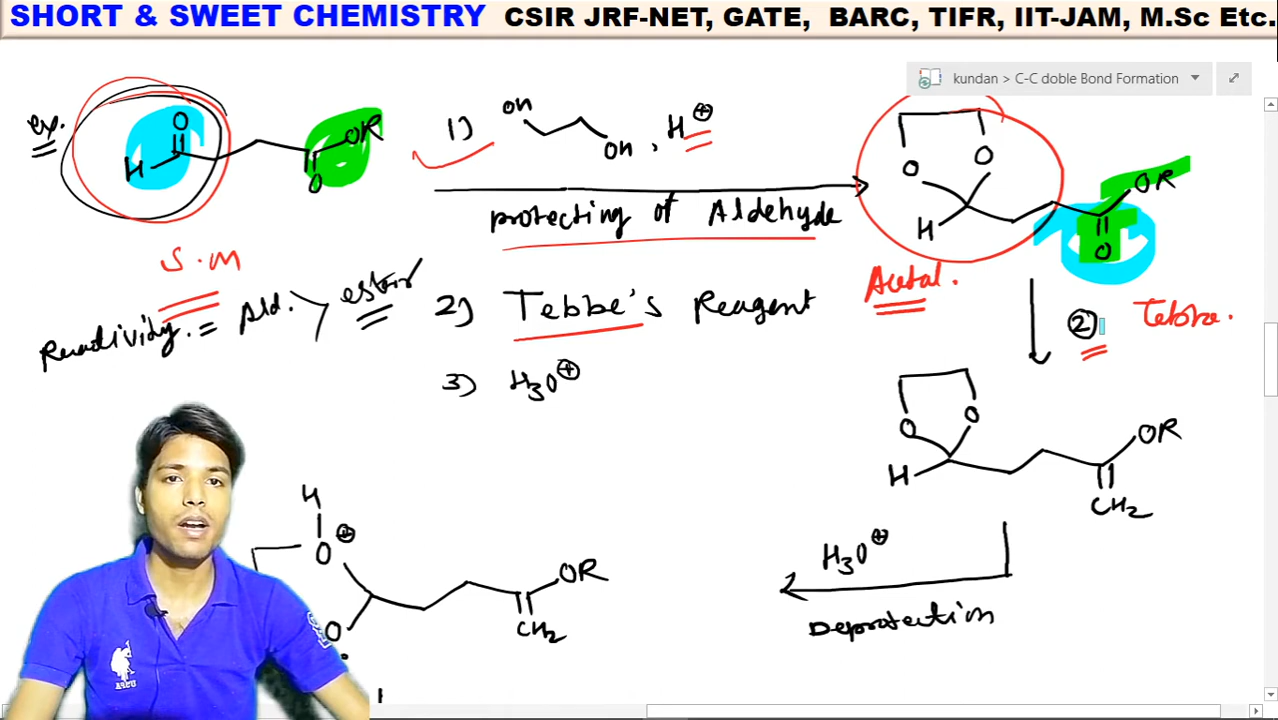 SHORT & SWEET CHEMISTRY CSIR JRF-NET, GATE, BARC, TIFR, IIT-JAM, M.Sc Etc.
kundan > C-C doble Bond Formation
ex.
O
H
OR
O
1) OH OH , H⊕
protecting of Aldehyde
O
O
H
OR
O
S.M
Acetal.
Reactivity = Ald. > ester
2) Tebbe's Reagent
2) Tebbe.
3) H3O⊕
O
O
H
OR
CH2
H
O ⊕
O
OR
CH2
H3O⊕
Deprotection